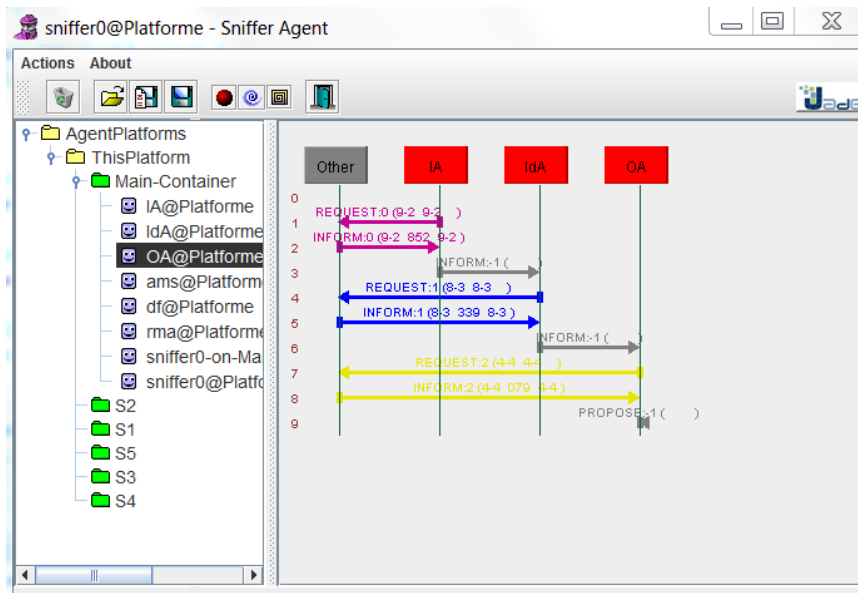 sniffer0@Platforme - Sniffer Agent
Actions About
Jade
AgentPlatforms
ThisPlatform
Main-Container
IA@Platforme
IdA@Platforme
OA@Platforme
ams@Platform
df@Platforme
rma@Platforme
sniffer0-on-Ma
sniffer0@Platfo
S2
S1
S5
S3
S4
Other IA IdA OA
0
REQUEST:0 (9-2 9-2 )
1
INFORM:0 (9-2 852 9-2 )
2
INFORM:-1 ( )
3
REQUEST:1 (8-3 8-3 )
4
INFORM:1 (8-3 339 8-3 )
5
INFORM:-1 ( )
6
REQUEST:2 (4-4 4-4 )
7
INFORM:2 (4-4 079 4-4 )
8
PROPOSE:-1 ( )
9